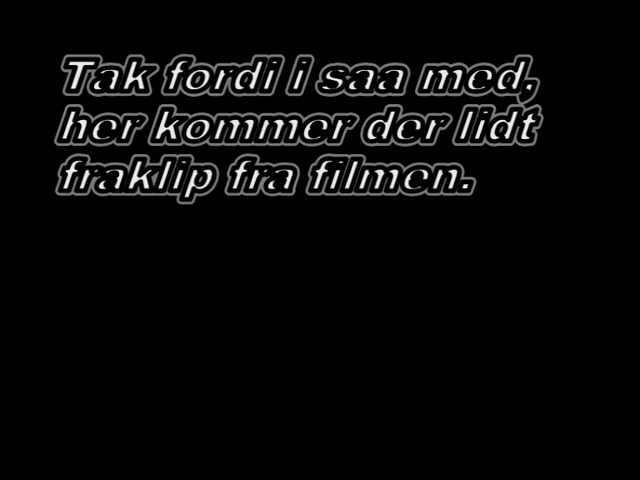 Tak fordi i saa med,
her kommer der lidt
fraklip fra filmen.